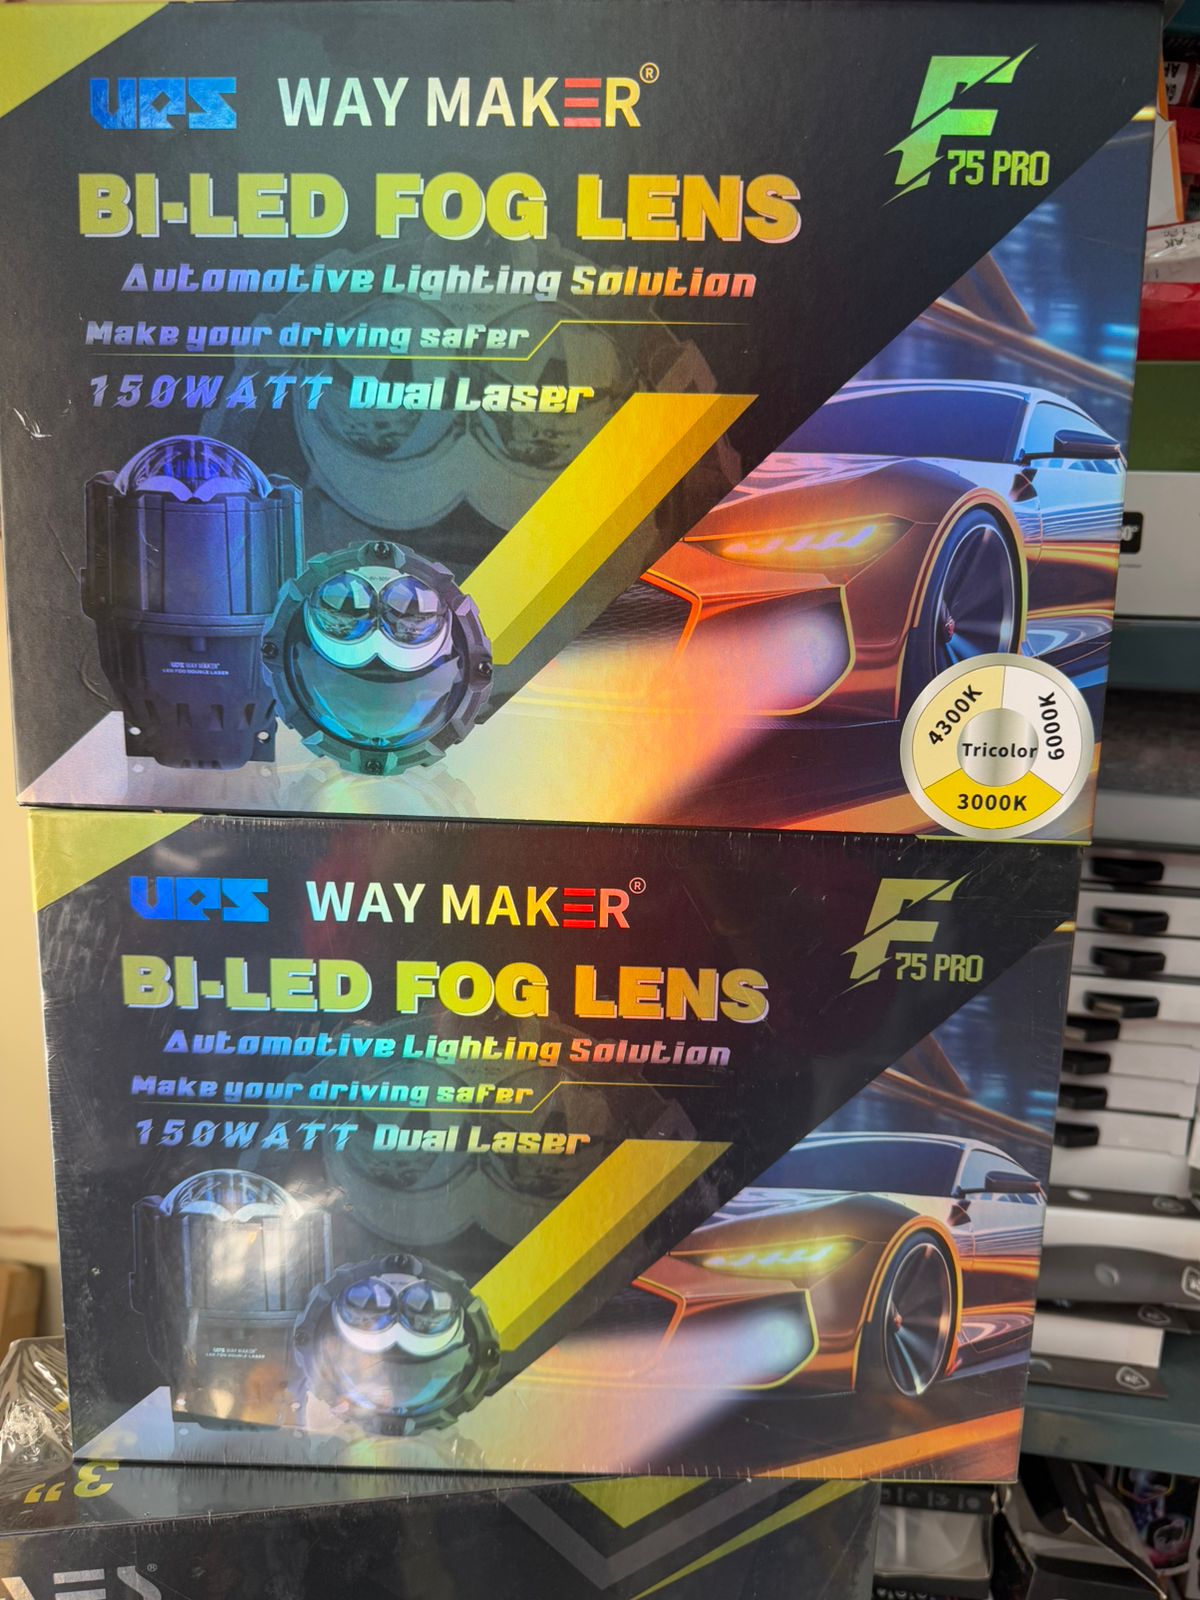 UPS WAY MAKER®
F 75 PRO
BI-LED FOG LENS
Automotive Lighting Solution
Make your driving safer
150WATT Dual Laser
UPS WAY MAKER®
LED FOG DOUBLE LASER
4300K
6000K
Tricolor
3000K
UPS WAY MAKER®
F 75 PRO
BI-LED FOG LENS
Automotive Lighting Solution
Make your driving safer
150WATT Dual Laser
UPS WAY MAKER®
LED FOG DOUBLE LASER
3”